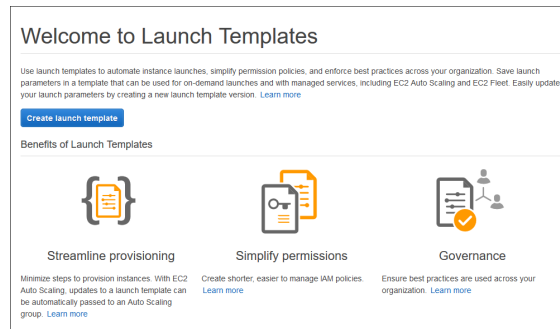 Welcome to Launch Templates
Use launch templates to automate instance launches, simplify permission policies, and enforce best practices across your organization. Save launch
parameters in a template that can be used for on-demand launches and with managed services, including EC2 Auto Scaling and EC2 Fleet. Easily update
your launch parameters by creating a new launch template version. Learn more
Create launch template
Benefits of Launch Templates
Streamline provisioning
Minimize steps to provision instances. With EC2
Auto Scaling, updates to a launch template can
be automatically passed to an Auto Scaling
group. Learn more
Simplify permissions
Create shorter, easier to manage IAM policies.
Learn more
Governance
Ensure best practices are used across your
organization. Learn more